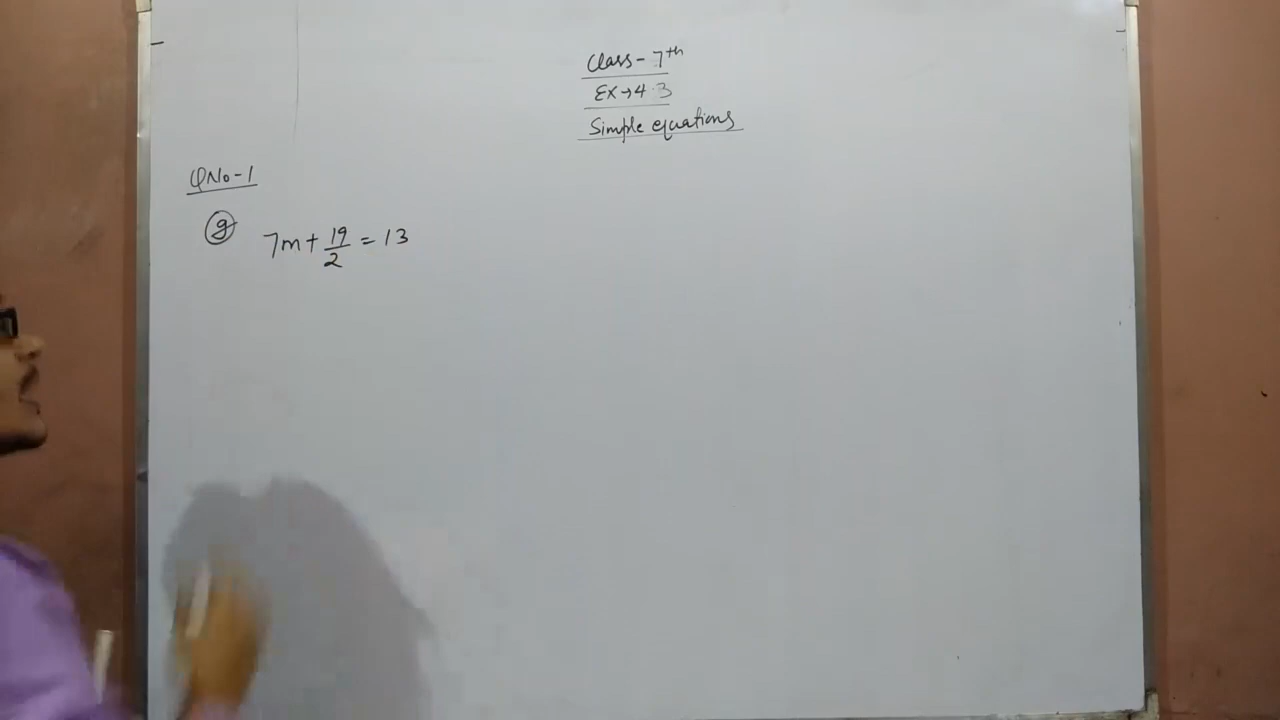 Class - 7th
Ex → 4.3
Simple equations
QNo-1
(g) 7m + 19/2 = 13